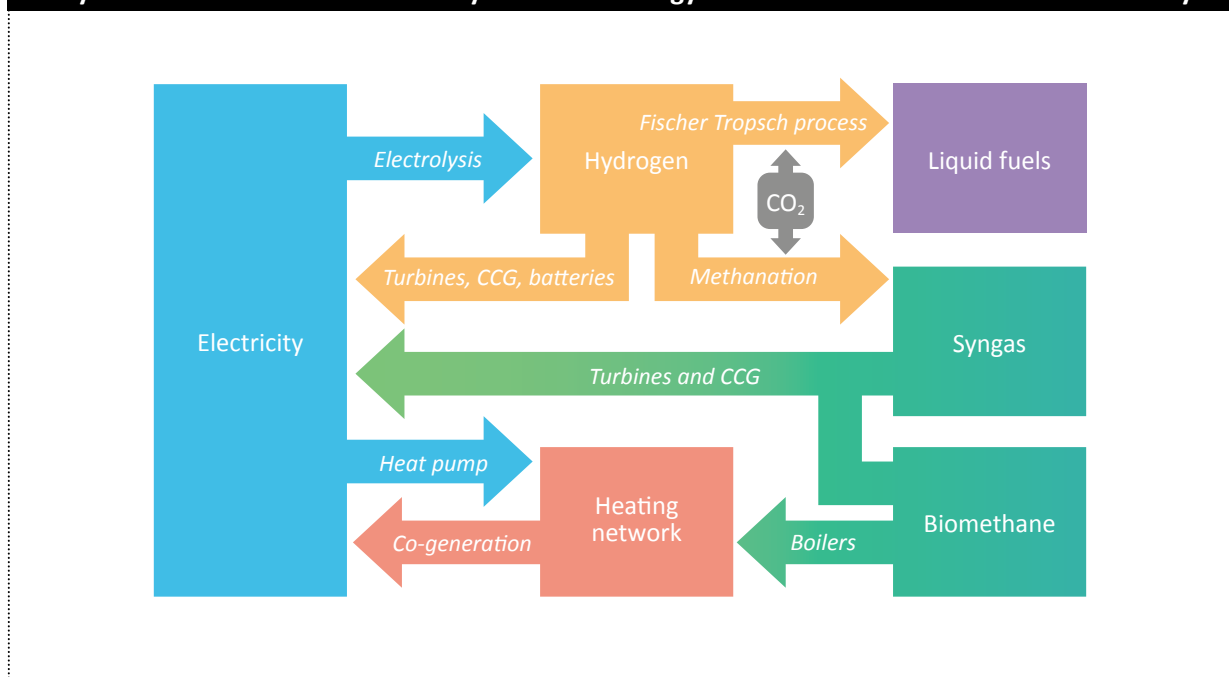 Electrolysis
Hydrogen
Fischer Tropsch process
Liquid fuels
CO₂
Turbines, CCG, batteries
Methanation
Electricity
Syngas
Turbines and CCG
Heat pump
Heating
network
Biomethane
Co-generation
Boilers